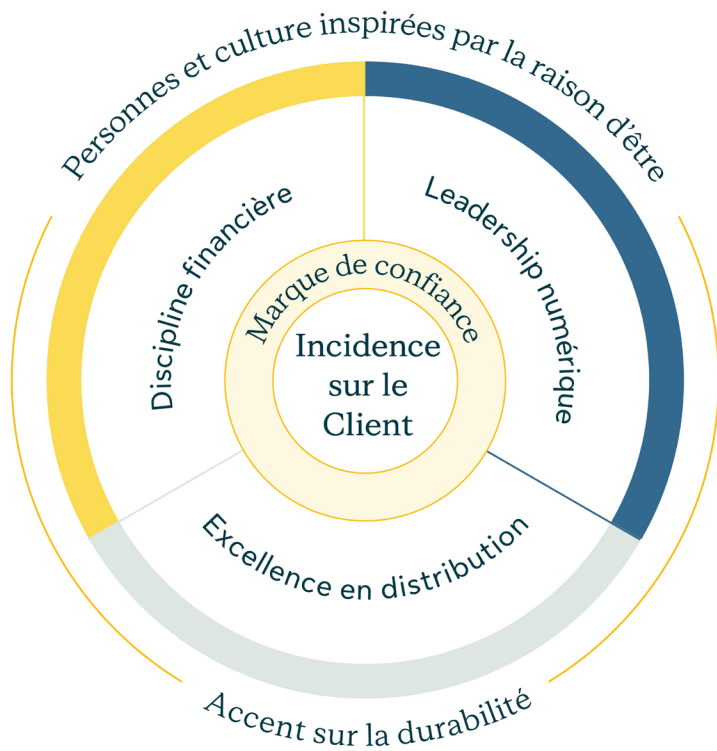 Personnes et culture inspirées par la raison d'être
Discipline financière
Leadership numérique
Marque de confiance
Incidence
sur le
Client
Excellence en distribution
Accent sur la durabilité